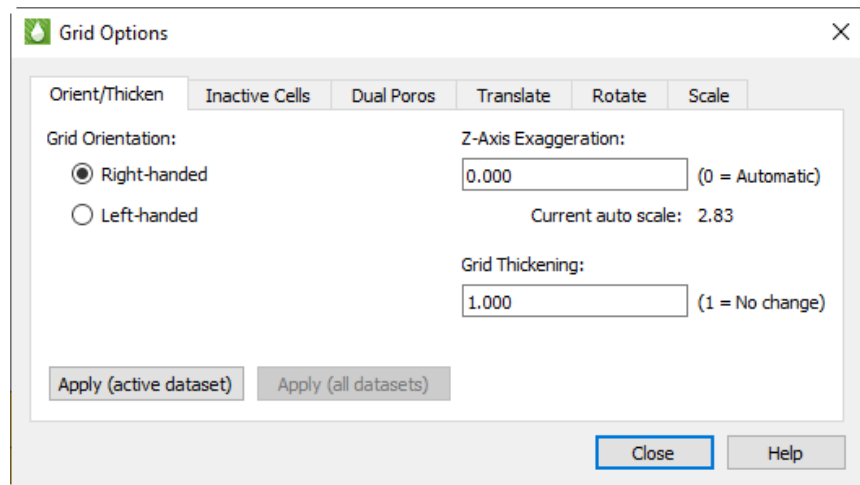 Grid Options
Orient/Thicken Inactive Cells Dual Poros Translate Rotate Scale
Grid Orientation:
Right-handed
Left-handed
Z-Axis Exaggeration:
0.000 (0 = Automatic)
Current auto scale: 2.83
Grid Thickening:
1.000 (1 = No change)
Apply (active dataset) Apply (all datasets)
Close Help